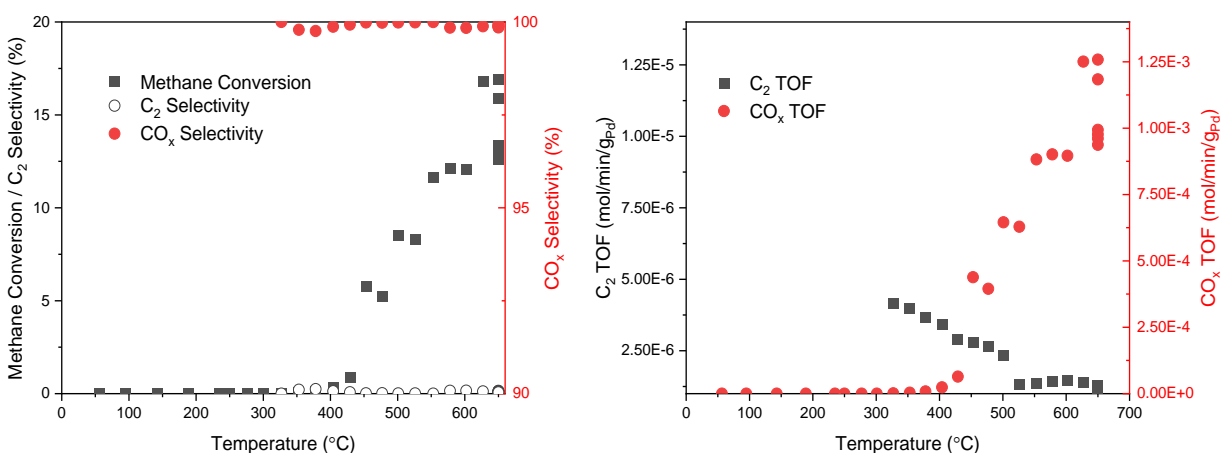 Methane Conversion / C₂ Selectivity (%)
20
15
10
5
0
Methane Conversion
C₂ Selectivity
COₓ Selectivity
0 100 200 300 400 500 600
Temperature (°C)
100
95
90
COₓ Selectivity (%)
C₂ TOF (mol/min/gPd)
1.25E-5
1.00E-5
7.50E-6
5.00E-6
2.50E-6
C₂ TOF
COₓ TOF
0 100 200 300 400 500 600 700
Temperature (°C)
1.25E-3
1.00E-3
7.50E-4
5.00E-4
2.50E-4
0.00E+0
COₓ TOF (mol/min/gPd)